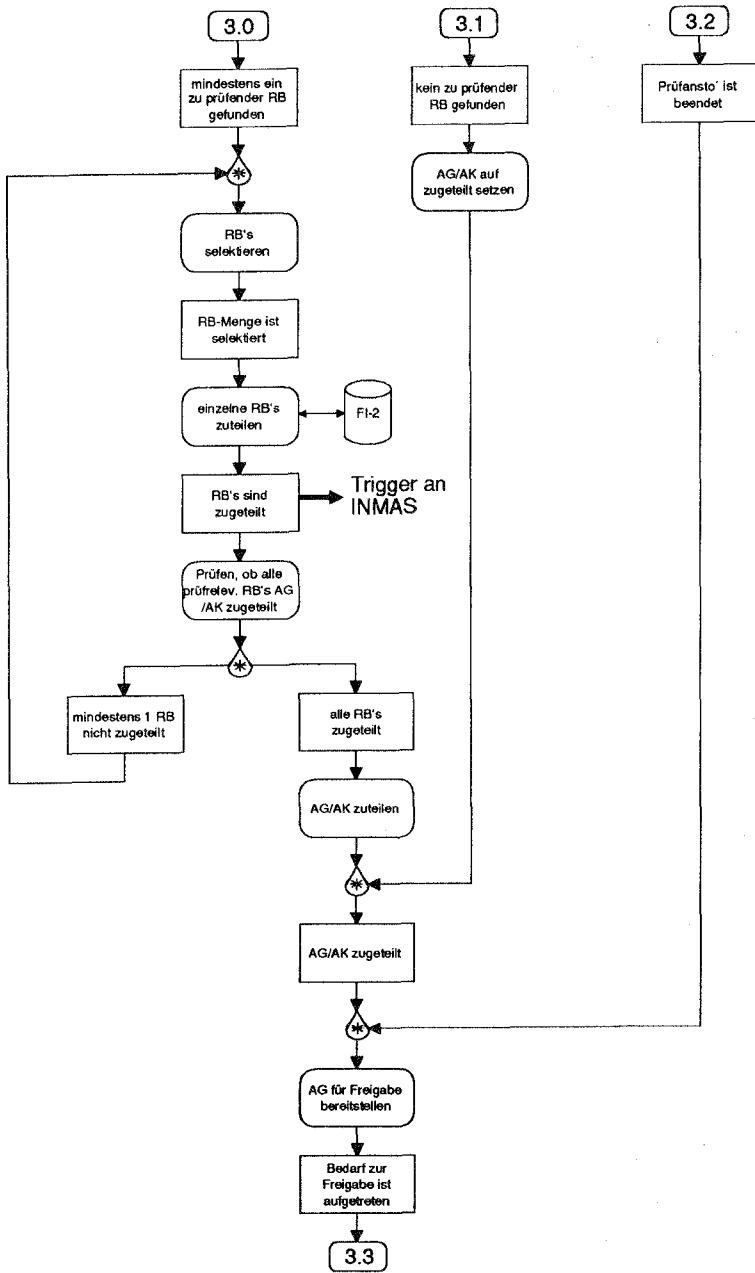 3.0
3.1
3.2
mindestens ein
zu prüfender RB
gefunden
kein zu prüfender
RB gefunden
Prüfansto´ ist
beendet
AG/AK auf
zugeteilt setzen
RB's
selektieren
RB-Menge ist
selektiert
einzelne RB's
zuteilen
FI-2
RB's sind
zugeteilt
Trigger an
INMAS
Prüfen, ob alle
prüfrelev. RB's AG
/AK zugeteilt
mindestens 1 RB
nicht zugeteilt
alle RB's
zugeteilt
AG/AK zuteilen
AG/AK zugeteilt
AG für Freigabe
bereitstellen
Bedarf zur
Freigabe ist
aufgetreten
3.3